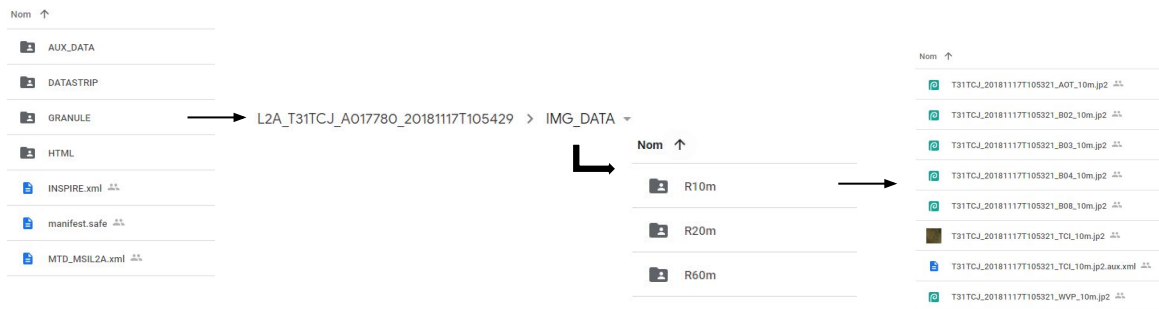 Nom ↑
AUX_DATA
DATASTRIP
GRANULE
HTML
INSPIRE.xml
manifest.safe
MTD_MSIL2A.xml
L2A_T31TCJ_A017780_20181117T105429 > IMG_DATA
Nom ↑
R10m
R20m
R60m
Nom ↑
T31TCJ_20181117T105321_AOT_10m.jp2
T31TCJ_20181117T105321_B02_10m.jp2
T31TCJ_20181117T105321_B03_10m.jp2
T31TCJ_20181117T105321_B04_10m.jp2
T31TCJ_20181117T105321_B08_10m.jp2
T31TCJ_20181117T105321_TCI_10m.jp2
T31TCJ_20181117T105321_TCI_10m.jp2.aux.xml
T31TCJ_20181117T105321_WVP_10m.jp2